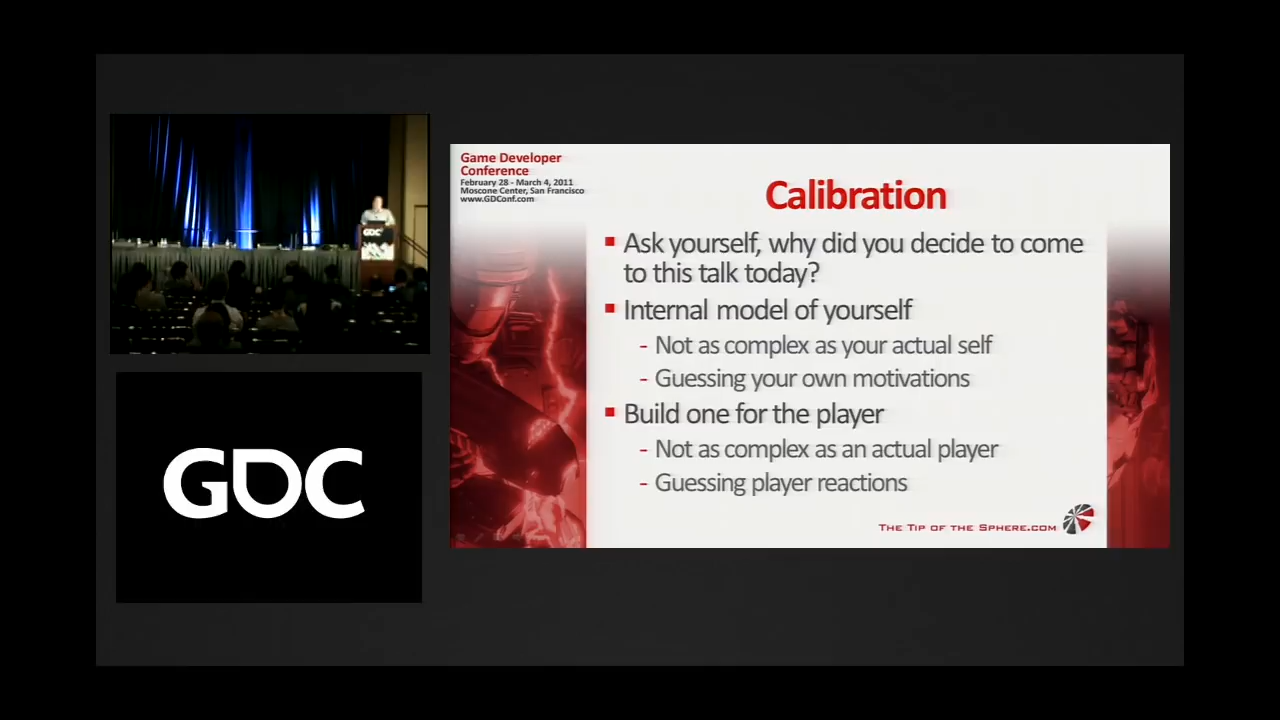 GDC
GDC
Game Developer
Conference
February 28 - March 4, 2011
Moscone Center, San Francisco
www.GDConf.com
Calibration
Ask yourself, why did you decide to come
to this talk today?
Internal model of yourself
- Not as complex as your actual self
- Guessing your own motivations
Build one for the player
- Not as complex as an actual player
- Guessing player reactions
The Tip of the Sphere.com